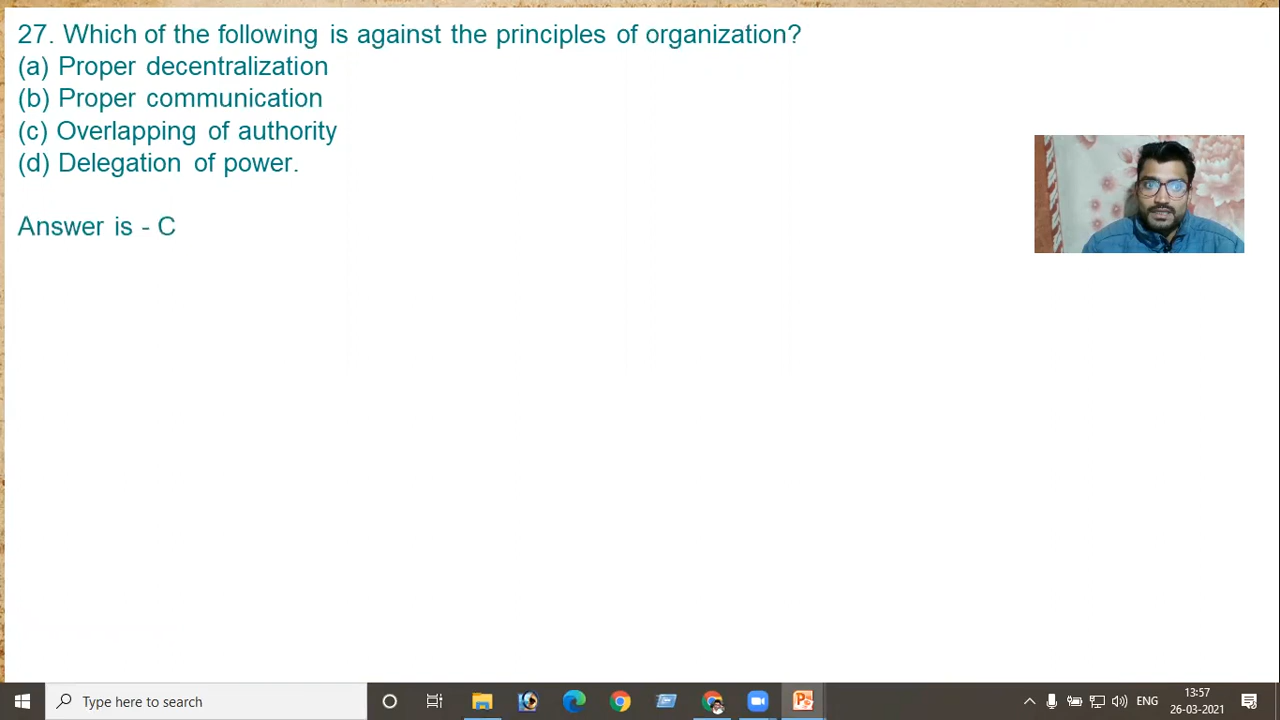 27. Which of the following is against the principles of organization?
(a) Proper decentralization
(b) Proper communication
(c) Overlapping of authority
(d) Delegation of power.
Answer is - C
Type here to search
ENG
13:57
26-03-2021